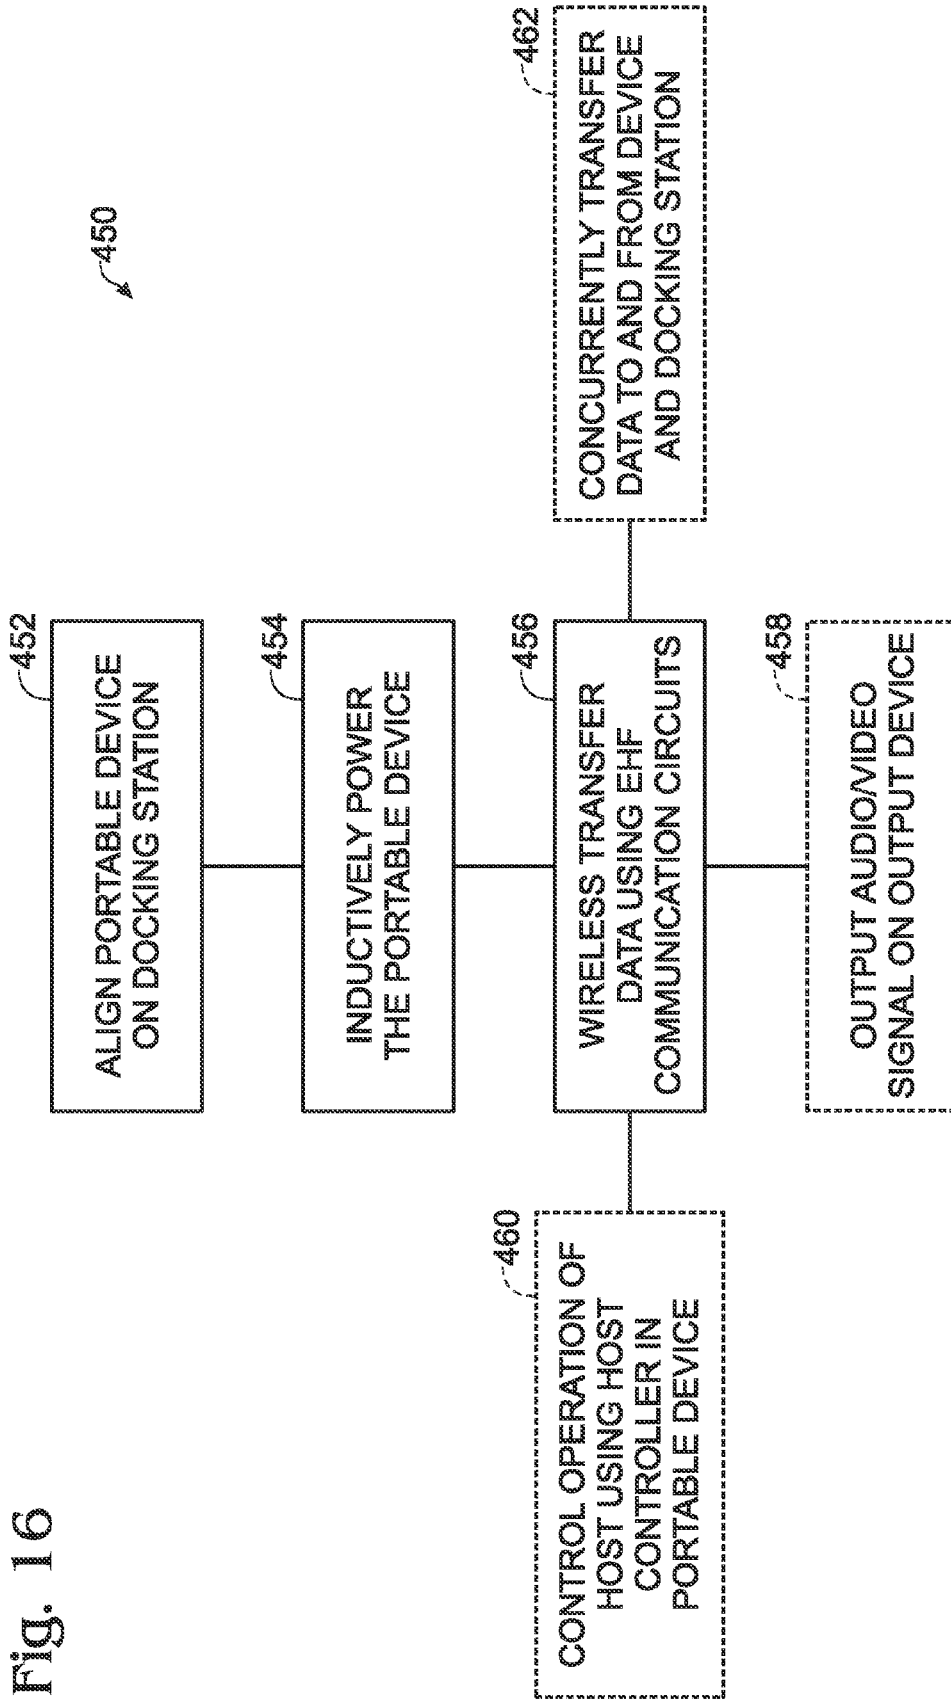 Fig. 16
450
452
ALIGN PORTABLE DEVICE
ON DOCKING STATION
454
INDUCTIVELY POWER
THE PORTABLE DEVICE
456
WIRELESS TRANSFER
DATA USING EHF
COMMUNICATION CIRCUITS
458
OUTPUT AUDIO/VIDEO
SIGNAL ON OUTPUT DEVICE
460
CONTROL OPERATION OF
HOST USING HOST
CONTROLLER IN
PORTABLE DEVICE
462
CONCURRENTLY TRANSFER
DATA TO AND FROM DEVICE
AND DOCKING STATION